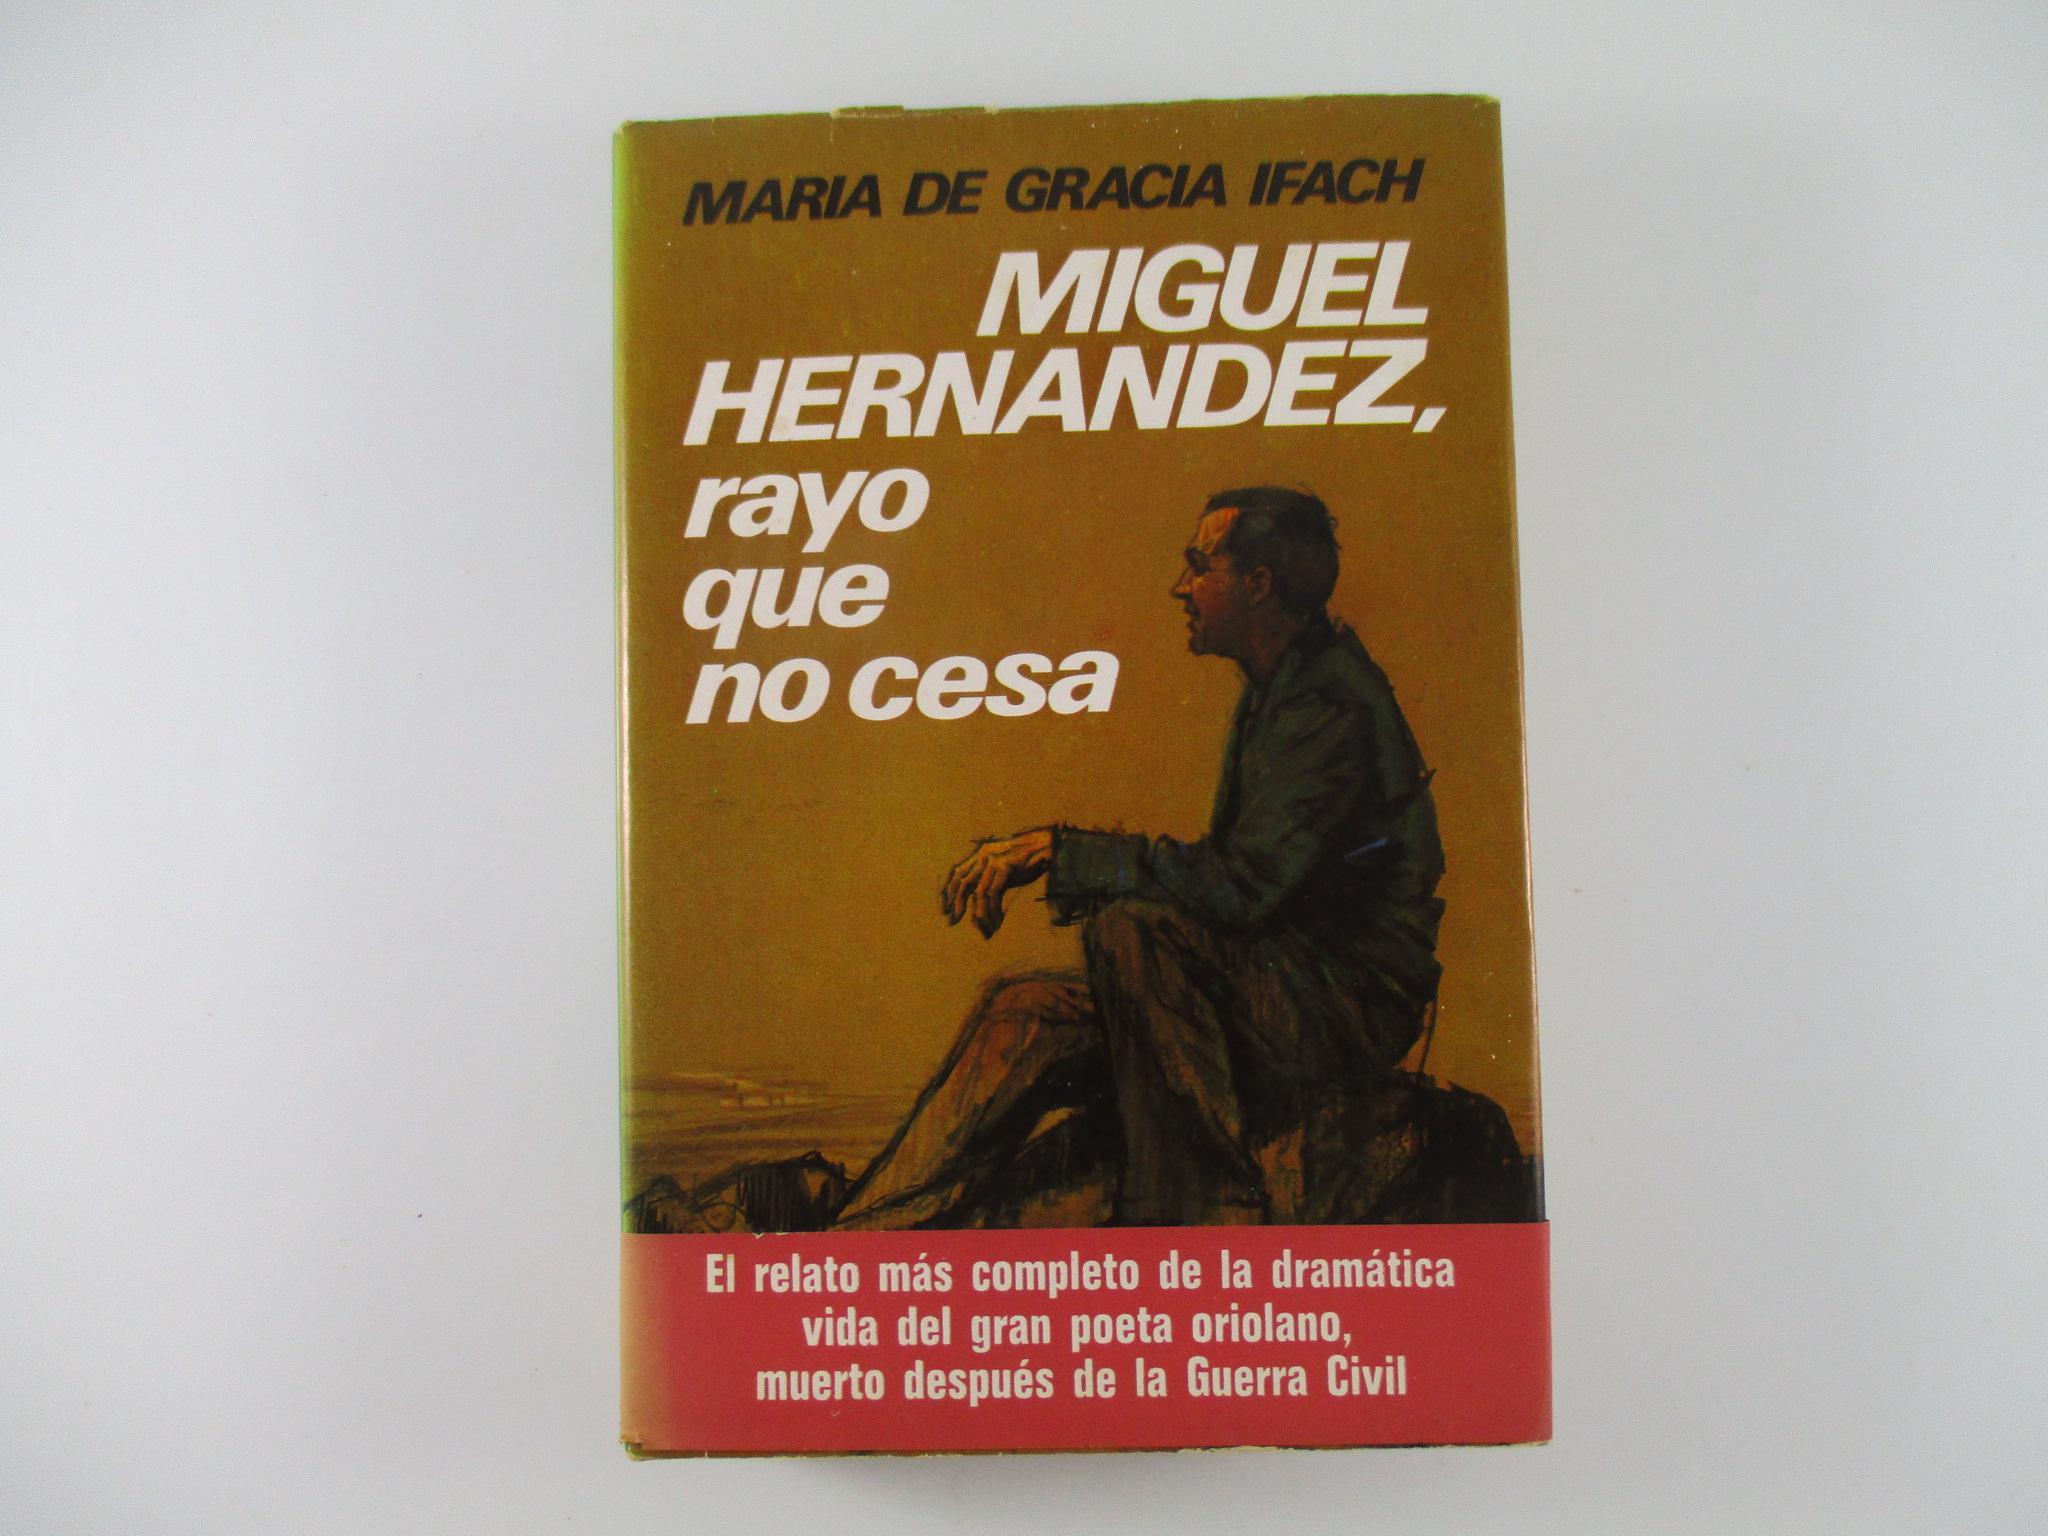 MARIA DE GRACIA IFACH
MIGUEL
HERNANDEZ,
rayo
que
no cesa
El relato más completo de la dramática
vida del gran poeta oriolano,
muerto después de la Guerra Civil